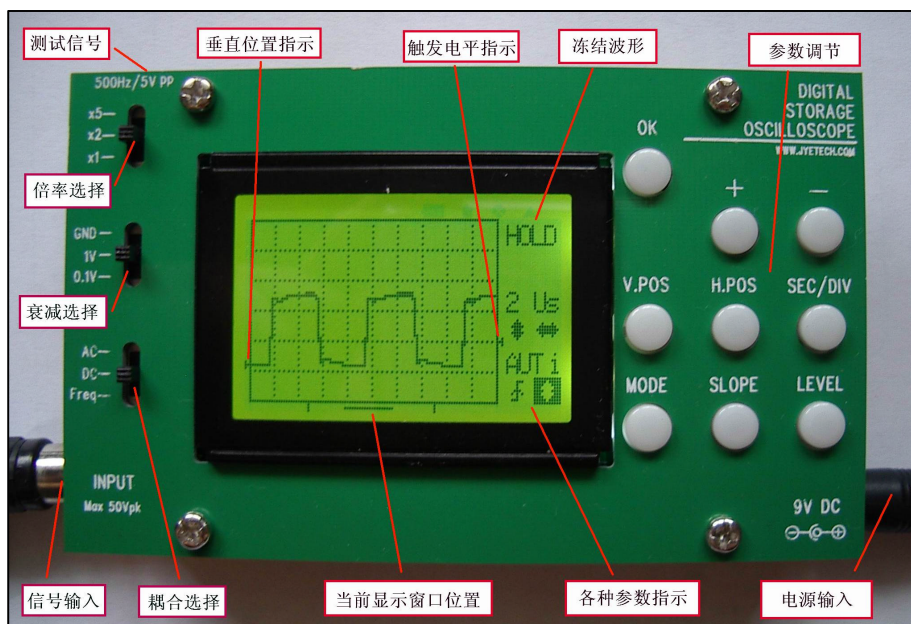 测试信号
垂直位置指示
触发电平指示
冻结波形
参数调节
500Hz/5V PP
x5
x2
x1
倍率选择
GND
1V
0.1V
衰减选择
AC
DC
Freq
INPUT
Max 50Vpk
HOLD
2 Us
AUTi
OK
DIGITAL
STORAGE
OSCILLOSCOPE
WWW.JYETECH.COM
+
−
V.POS
H.POS
SEC/DIV
MODE
SLOPE
LEVEL
9V DC
信号输入
耦合选择
当前显示窗口位置
各种参数指示
电源输入